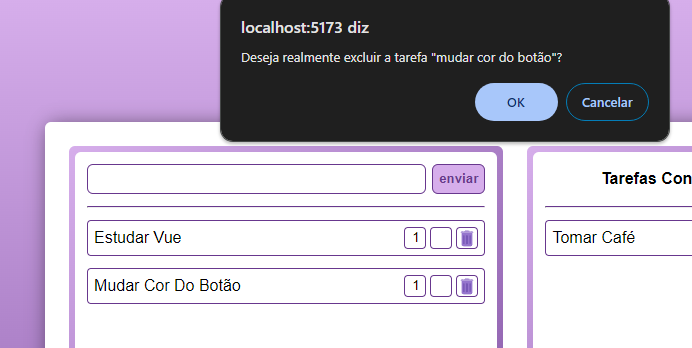 localhost:5173 diz
Deseja realmente excluir a tarefa "mudar cor do botão"?
OK
Cancelar
enviar
Estudar Vue
1
Mudar Cor Do Botão
1
Tarefas Con
Tomar Café